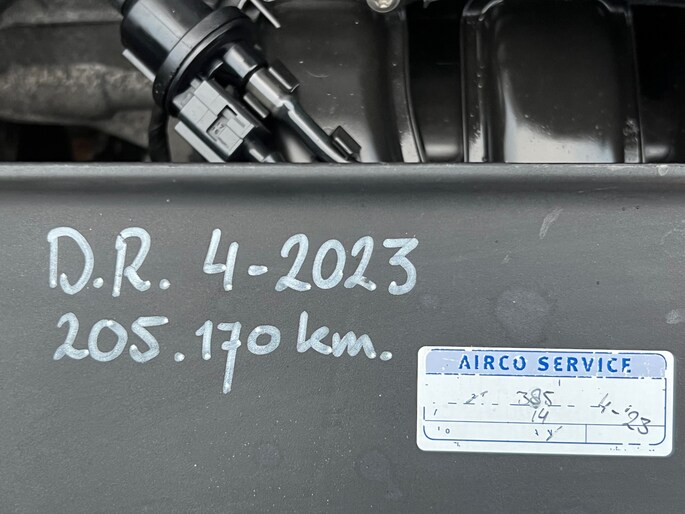 D.R. 4-2023
205.170 km.
AIRCO SERVICE
385 4-'23
14